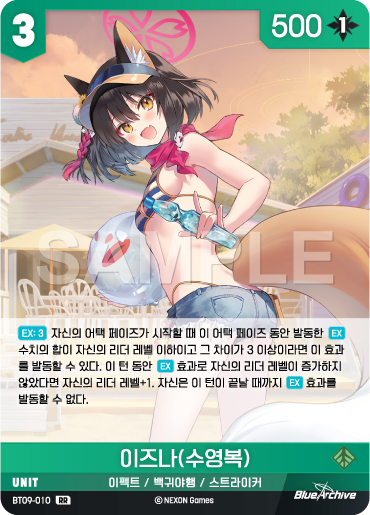 3
500
1
SAMPLE
EX: 3 자신의 어택 페이즈가 시작할 때 이 어택 페이즈 동안 발동한 EX
수치의 합이 자신의 리더 레벨 이하이고 그 차이가 3 이상이라면 이 효과
를 발동할 수 있다. 이 턴 동안 EX 효과로 자신의 리더 레벨이 증가하지
않았다면 자신의 리더 레벨+1. 자신은 이 턴이 끝날 때까지 EX 효과를
발동할 수 없다.
이즈나(수영복)
UNIT
이팩트 / 백귀야행 / 스트라이커
BT09-010 RR
©NEXON Games
BlueArchive